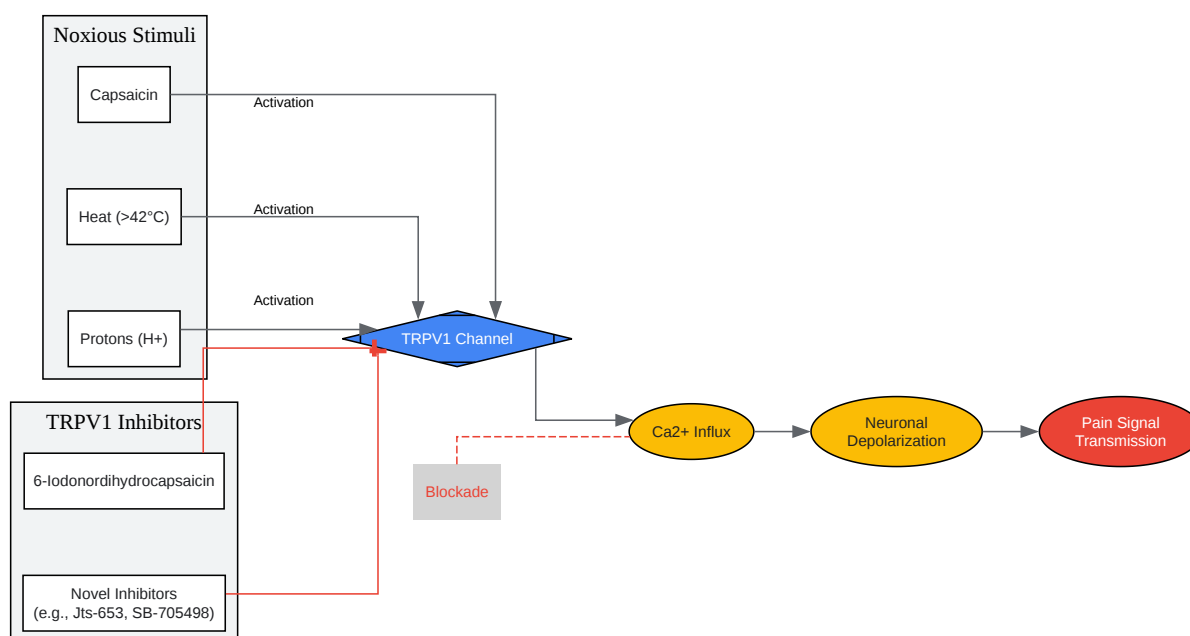 Noxious Stimuli
Capsaicin
Activation
Heat (>42°C)
Activation
Protons (H+)
Activation
TRPV1 Channel
TRPV1 Inhibitors
6-Iodonordihydrocapsaicin
Novel Inhibitors
(e.g., Jts-653, SB-705498)
Blockade
Ca2+ Influx
Neuronal
Depolarization
Pain Signal
Transmission